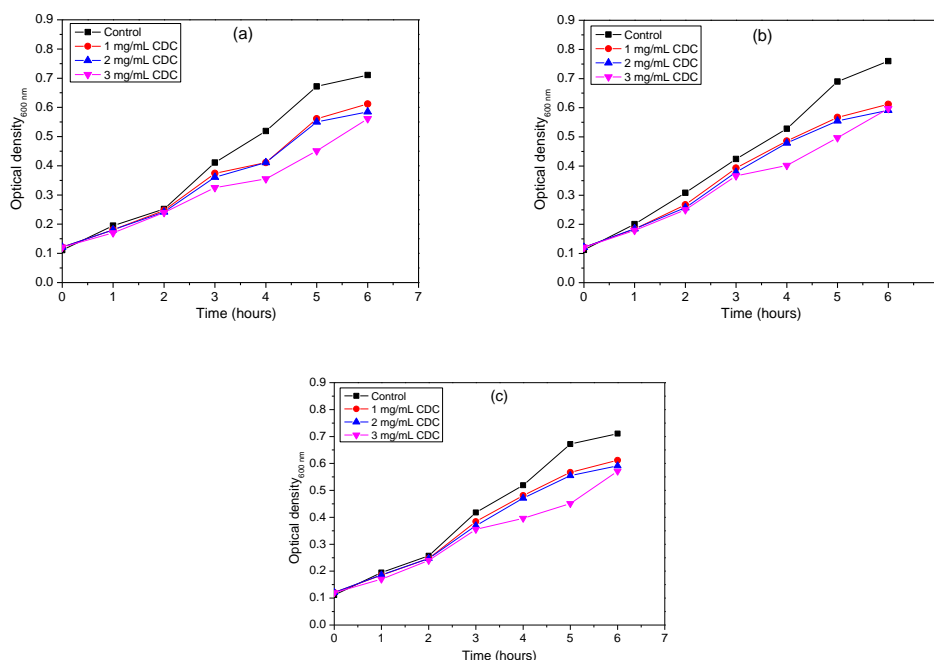 (a)
Control
1 mg/mL CDC
2 mg/mL CDC
3 mg/mL CDC
Optical density600 nm
0.9
0.8
0.7
0.6
0.5
0.4
0.3
0.2
0.1
0.0
0 1 2 3 4 5 6 7
Time (hours)
(b)
Control
1 mg/mL CDC
2 mg/mL CDC
3 mg/mL CDC
Optical density600 nm
0.9
0.8
0.7
0.6
0.5
0.4
0.3
0.2
0.1
0.0
0 1 2 3 4 5 6
Time (hours)
(c)
Control
1 mg/mL CDC
2 mg/mL CDC
3 mg/mL CDC
Optical density600 nm
0.9
0.8
0.7
0.6
0.5
0.4
0.3
0.2
0.1
0.0
0 1 2 3 4 5 6 7
Time (hours)